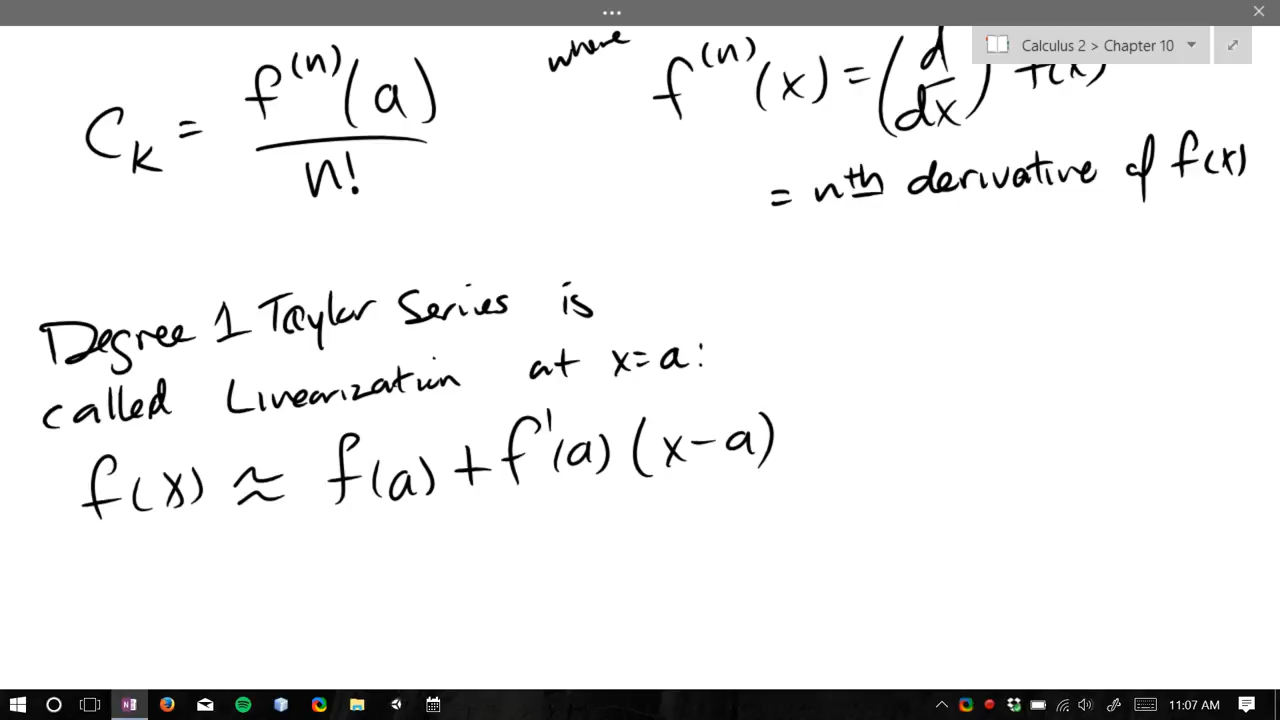 Calculus 2 > Chapter 10
C_k = f^(n)(a) / n! where f^(n)(x) = (d/dx) f(x)
= nth derivative of f(x)
Degree 1 Taylor Series is
called Linearization at x=a:
f(x) ≈ f(a) + f'(a)(x-a)
11:07 AM